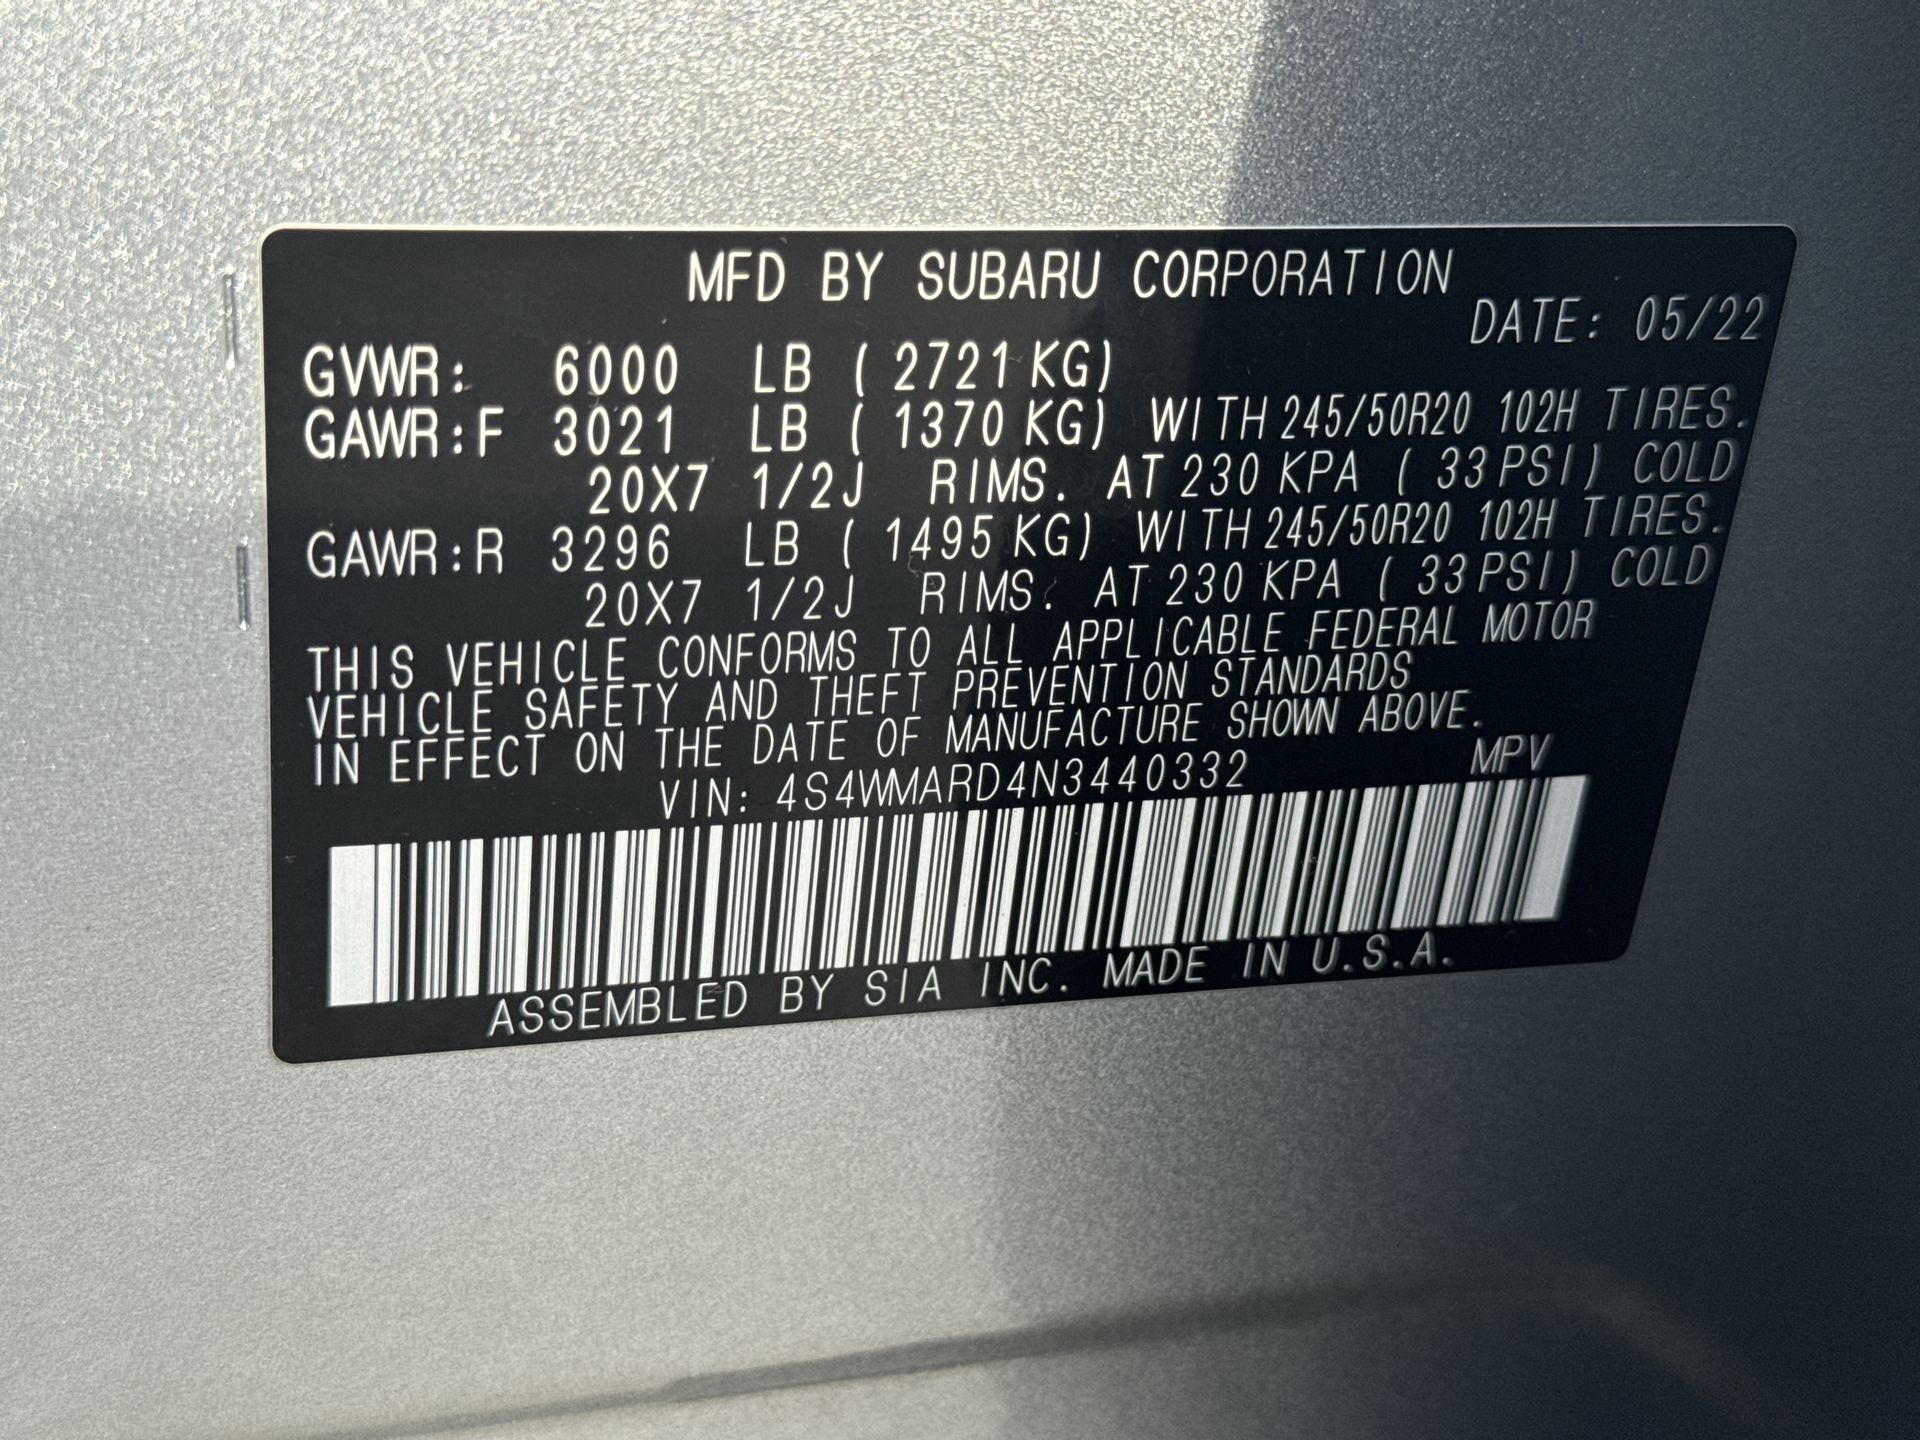 MFD BY SUBARU CORPORATION
DATE: 05/22
GVWR: 6000 LB ( 2721 KG)
GAWR:F 3021 LB ( 1370 KG) WITH 245/50R20 102H TIRES.
20X7 1/2J RIMS. AT 230 KPA ( 33 PSI) COLD
GAWR:R 3296 LB ( 1495 KG) WITH 245/50R20 102H TIRES.
20X7 1/2J RIMS. AT 230 KPA ( 33 PSI) COLD
THIS VEHICLE CONFORMS TO ALL APPLICABLE FEDERAL MOTOR
VEHICLE SAFETY AND THEFT PREVENTION STANDARDS
IN EFFECT ON THE DATE OF MANUFACTURE SHOWN ABOVE.
VIN: 4S4WMARD4N3440332 MPV
ASSEMBLED BY SIA INC. MADE IN U.S.A.